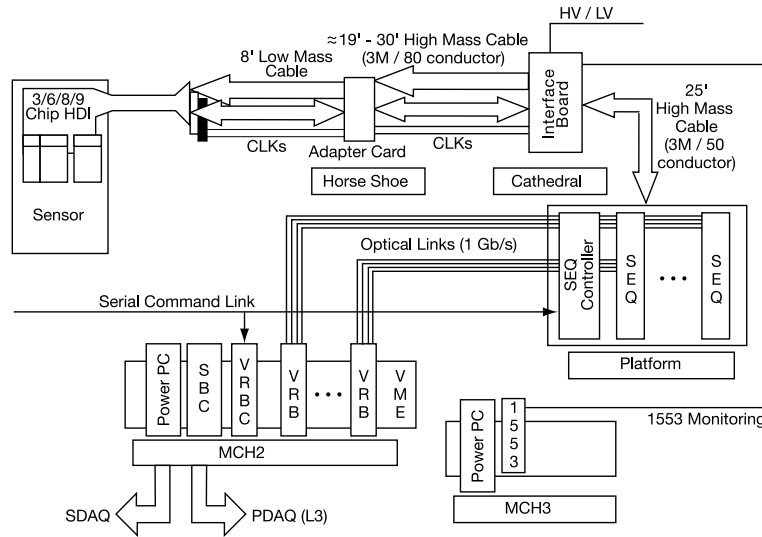 HV / LV
≈19' - 30' High Mass Cable
(3M / 80 conductor)
8' Low Mass
Cable
3/6/8/9
Chip HDI
Sensor
CLKs
Adapter Card
CLKs
Interface
Board
25'
High Mass
Cable
(3M / 50
conductor)
Horse Shoe
Cathedral
Optical Links (1 Gb/s)
SEQ
Controller
SEQ
•••
SEQ
Serial Command Link
Platform
Power PC
SBC
VRBC
VRB
•••
VRB
VME
MCH2
1553 Monitoring
Power PC
1553
MCH3
SDAQ
PDAQ (L3)